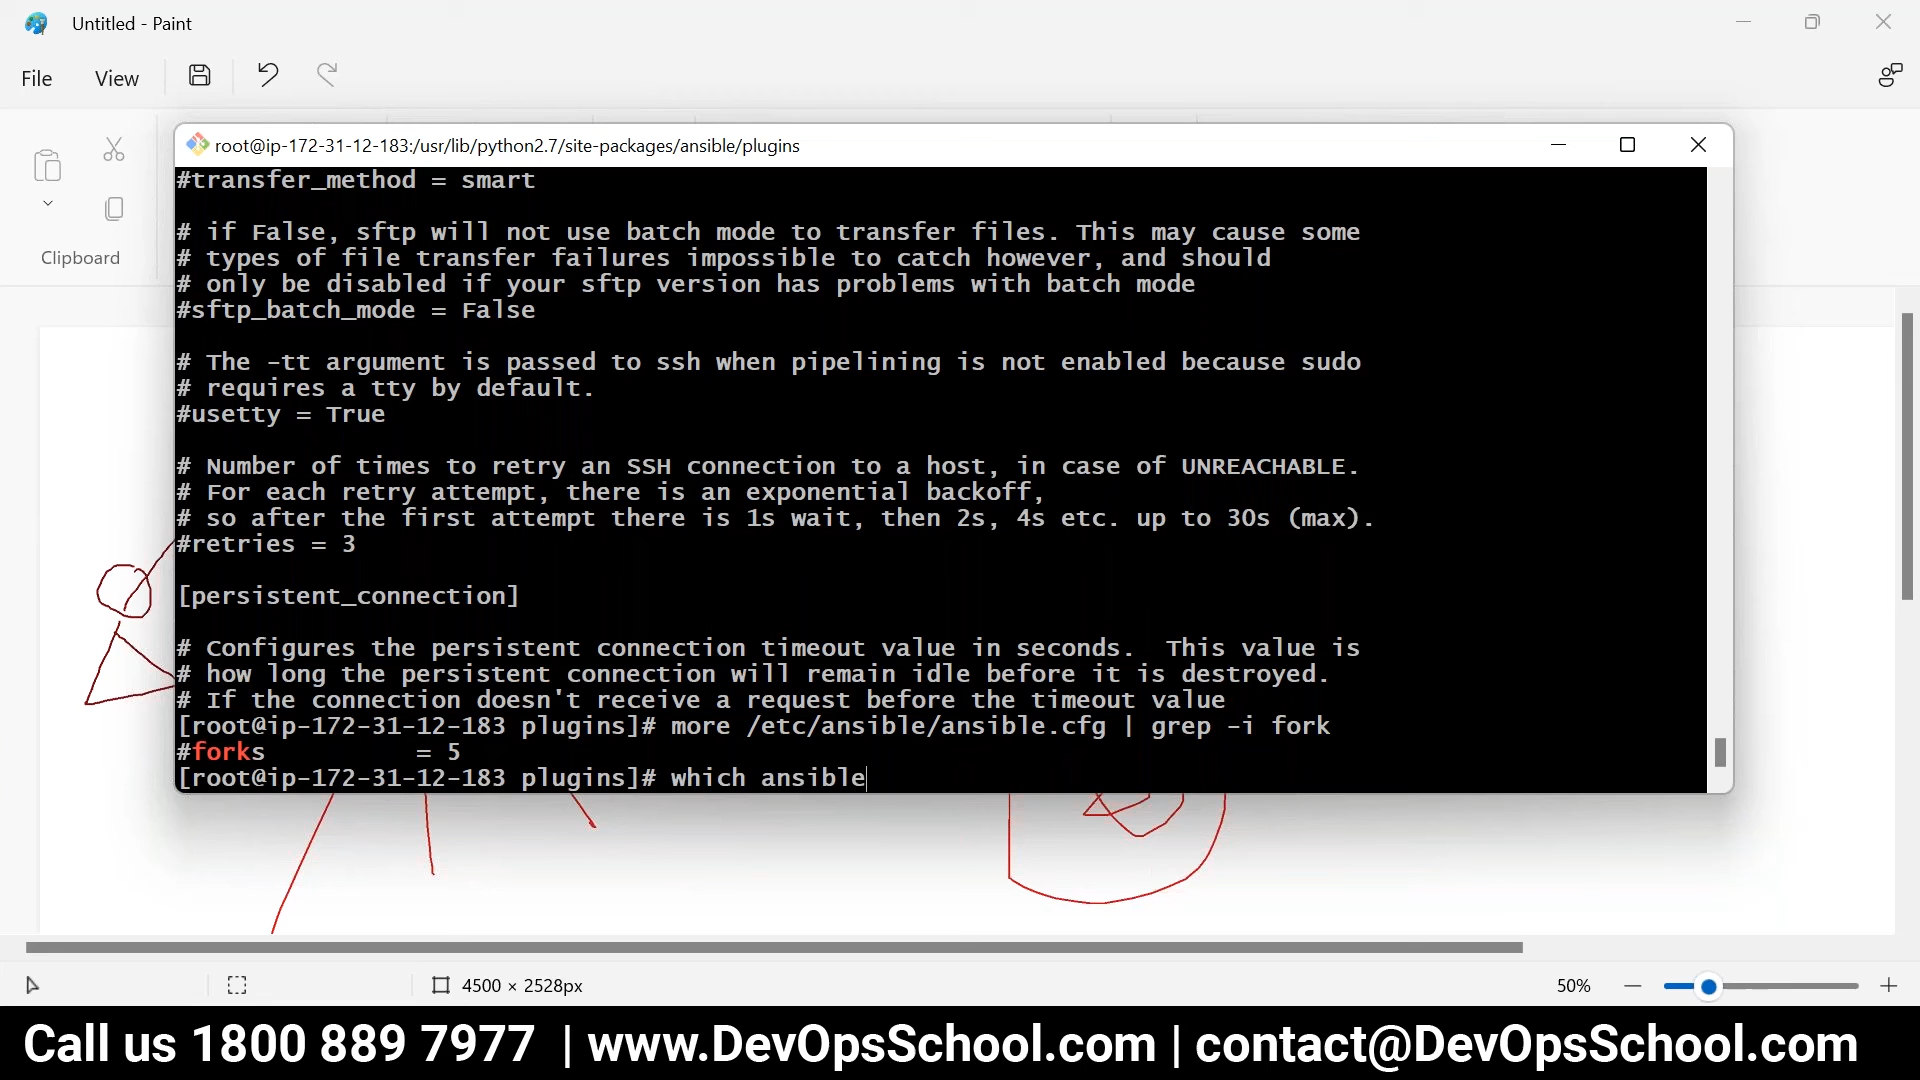 Untitled - Paint
File View
Clipboard
root@ip-172-31-12-183:/usr/lib/python2.7/site-packages/ansible/plugins
#transfer_method = smart
# if False, sftp will not use batch mode to transfer files. This may cause some
# types of file transfer failures impossible to catch however, and should
# only be disabled if your sftp version has problems with batch mode
#sftp_batch_mode = False
# The -tt argument is passed to ssh when pipelining is not enabled because sudo
# requires a tty by default.
#usetty = True
# Number of times to retry an SSH connection to a host, in case of UNREACHABLE.
# For each retry attempt, there is an exponential backoff,
# so after the first attempt there is 1s wait, then 2s, 4s etc. up to 30s (max).
#retries = 3
[persistent_connection]
# Configures the persistent connection timeout value in seconds.  This value is
# how long the persistent connection will remain idle before it is destroyed.
# If the connection doesn't receive a request before the timeout value
[root@ip-172-31-12-183 plugins]# more /etc/ansible/ansible.cfg | grep -i fork
#forks          = 5
[root@ip-172-31-12-183 plugins]# which ansible
4500 × 2528px
50%
Call us 1800 889 7977 | www.DevOpsSchool.com | contact@DevOpsSchool.com